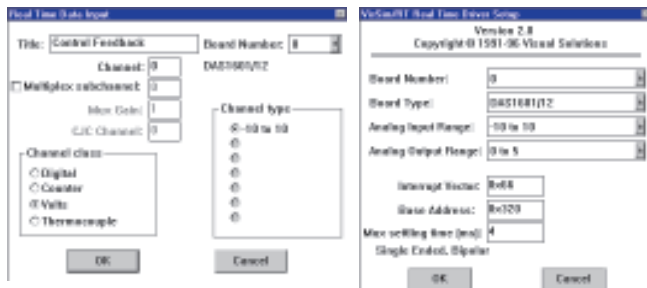 Real Time Data Input
Title: Control Feedback
Board Number: 0
Channel: 0
DAS1601/12
Multiplex subchannel: 0
Mux Gain: 1
CJC Channel: 0
Channel class
Digital
Counter
Volts
Thermocouple
Channel type
-10 to 10
OK
Cancel
VisSim/RT Real Time Driver Setup
Version 2.0
Copyright © 1991-96 Visual Solutions
Board Number: 0
Board Type: DAS1601/12
Analog Input Range: -10 to 10
Analog Output Range: 0 to 5
Interrupt Vector: 0x66
Base Address: 0x320
Max settling time (ms): 4
Single Ended, Bipolar
OK
Cancel